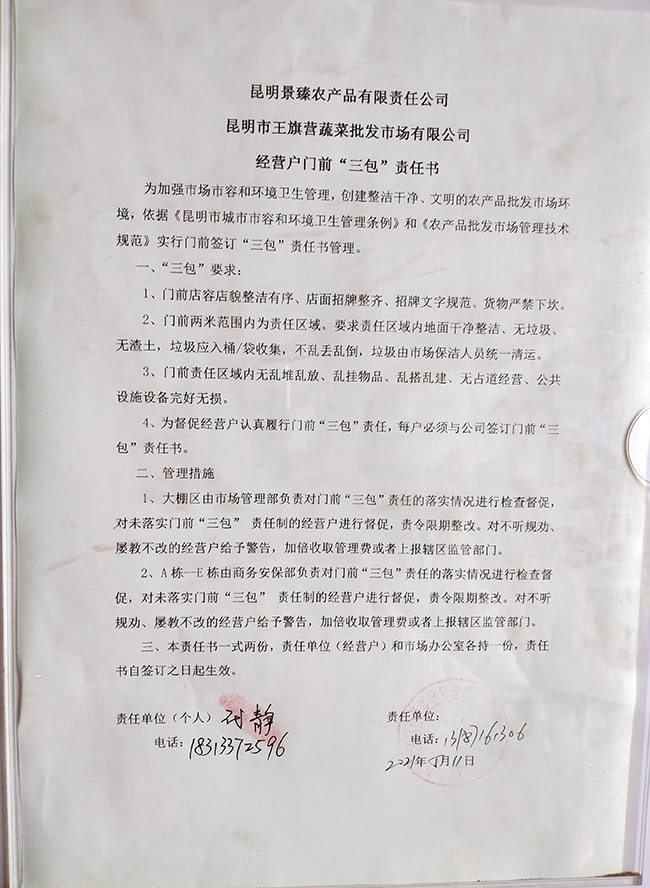 昆明景臻农产品有限责任公司
昆明市王旗营蔬菜批发市场有限公司
经营户门前“三包”责任书
为加强市场市容和环境卫生管理，创建整洁干净、文明的农产品批发市场环
境，依据《昆明市城市市容和环境卫生管理条例》和《农产品批发市场管理技术
规范》实行门前签订“三包”责任书管理。
一、“三包”要求：
1、门前店容店貌整洁有序、店面招牌整齐、招牌文字规范、货物严禁下坎。
2、门前两米范围内为责任区域。要求责任区域内地面干净整洁、无垃圾、
无渣土，垃圾应入桶/袋收集，不乱丢乱倒，垃圾由市场保洁人员统一清运。
3、门前责任区域内无乱堆乱放、乱挂物品、乱搭乱建、无占道经营、公共
设施设备完好无损。
4、为督促经营户认真履行门前“三包”责任，每户必须与公司签订门前“三
包”责任书。
二、管理措施
1、大棚区由市场管理部负责对门前“三包”责任的落实情况进行检查督促，
对未落实门前“三包” 责任制的经营户进行督促，责令限期整改。对不听规劝、
屡教不改的经营户给予警告，加倍收取管理费或者上报辖区监管部门。
2、A 栋--E 栋由商务安保部负责对门前“三包”责任的落实情况进行检查督
促，对未落实门前“三包” 责任制的经营户进行督促，责令限期整改。对不听
规劝、屡教不改的经营户给予警告，加倍收取管理费或者上报辖区监管部门。
三、本责任书一式两份，责任单位（经营户）和市场办公室各持一份，责任
书自签订之日起生效。
责任单位（个人） 静
责任单位：
电话：18313372596
电话：
2021年 月11日